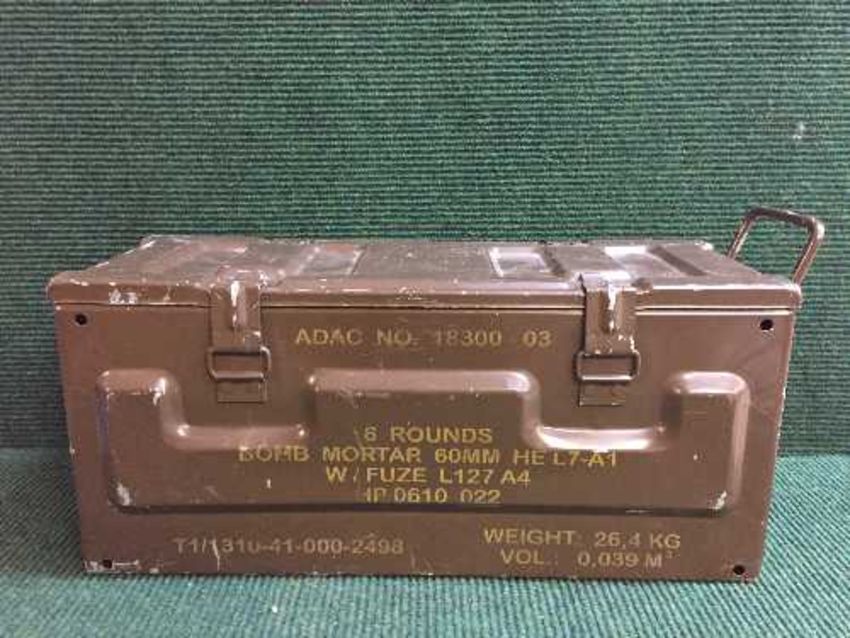 ADAC NO. 18300 03
6 ROUNDS
BOMB MORTAR 60MM HE L7-A1
W/FUZE L127 A4
0610 022
T1/1310-41-000-2498
WEIGHT: 26,4 KG
VOL.: 0,039 M³